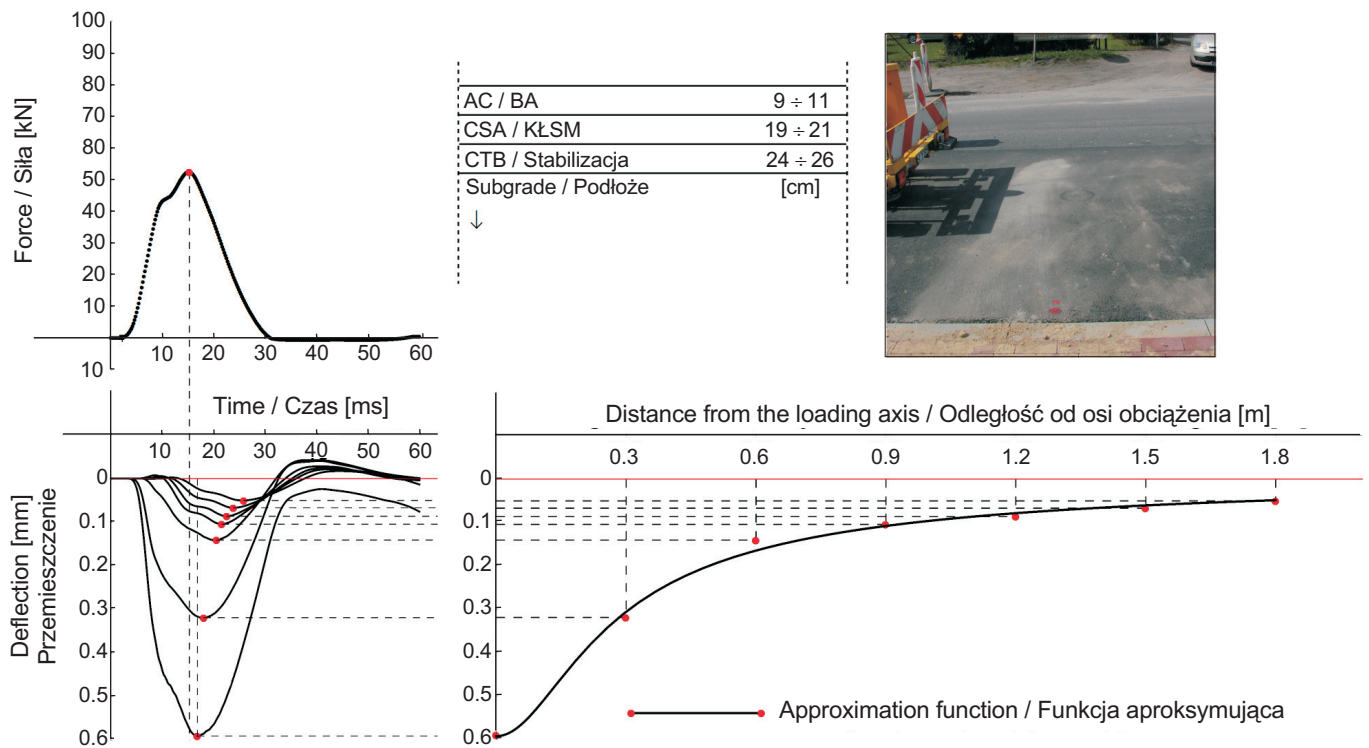 100
90
80
80
50
40
30
20
10
10
Force / Siła [kN]
10 20 30 40 50 60
AC / BA 9 ÷ 11
CSA / KŁSM 19 ÷ 21
CTB / Stabilizacja 24 ÷ 26
Subgrade / Podłoże [cm]
↓
Time / Czas [ms]
10 20 30 40 50 60
0
0.1
0.2
0.3
0.4
0.5
0.6
Deflection [mm]
Przemieszczenie
Distance from the loading axis / Odległość od osi obciążenia [m]
0.3 0.6 0.9 1.2 1.5 1.8
0
0.1
0.2
0.3
0.4
0.5
0.6
Approximation function / Funkcja aproksymująca